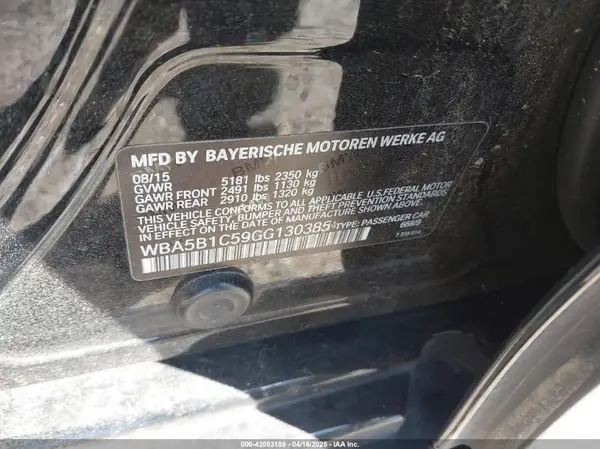 MFD BY BAYERISCHE MOTOREN WERKE AG
08/15
GVWR 5181 lbs 2350 kg
GAWR FRONT 2491 lbs 1130 kg
GAWR REAR 2910 lbs 1320 kg
THIS VEHICLE CONFORMS TO ALL APPLICABLE U.S. FEDERAL MOTOR
VEHICLE SAFETY, BUMPER AND THEFT PREVENTION
STANDARDS IN EFFECT ON THE DATE OF MANUFACTURE SHOWN ABOVE.
WBA5B1C59GG130385 TYPE: PASSENGER CAR
000-42053188 - 04/16/2025 - IAA Inc.